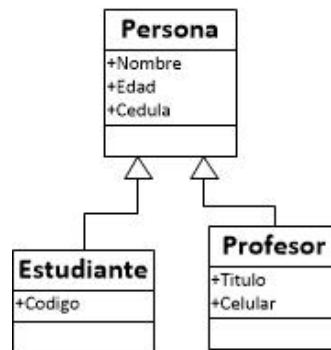 Persona
+Nombre
+Edad
+Cedula
Estudiante
+Codigo
Profesor
+Titulo
+Celular